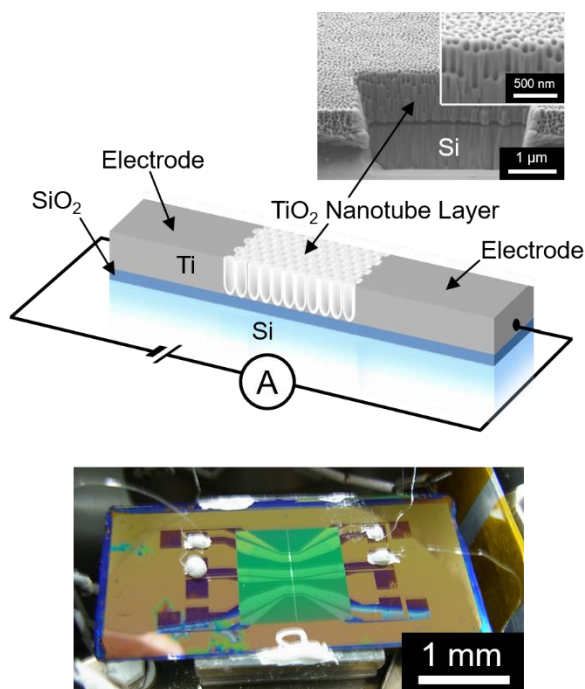 500 nm
Si
1 µm
Electrode
SiO₂
TiO₂ Nanotube Layer
Electrode
Ti
Si
A
1 mm